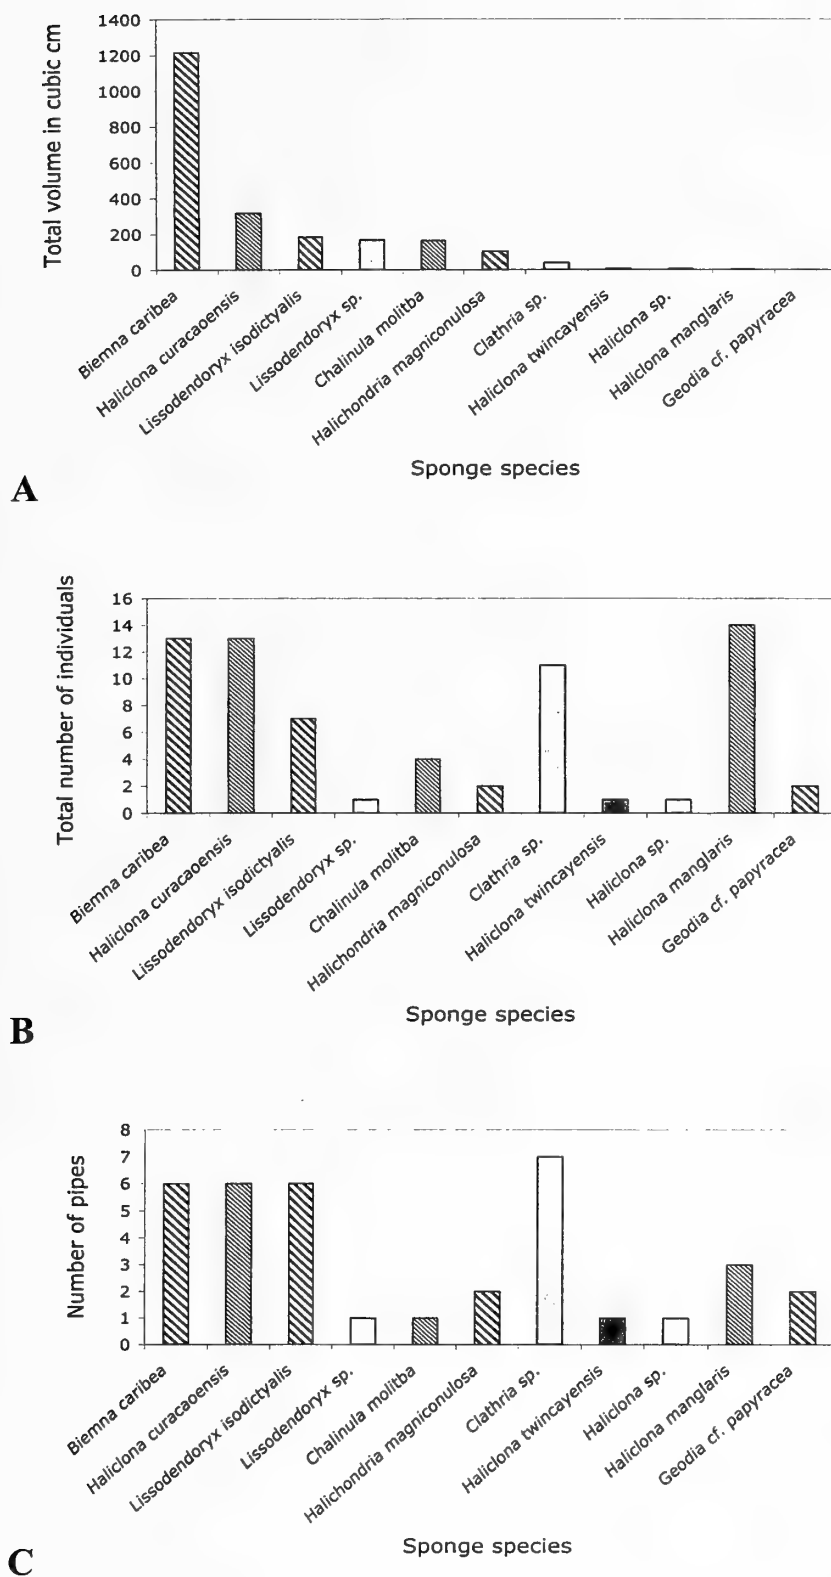 Total volume in cubic cm
1400
1200
1000
800
600
400
200
0
Biemna caribea
Haliclona curacaoensis
Lissodendoryx isodictyalis
Lissodendoryx sp.
Chalinula molitba
Halichondria magniconulosa
Clathria sp.
Haliclona twincayensis
Haliclona sp.
Haliclona manglaris
Geodia cf. papyracea
Sponge species
A
Total number of individuals
16
14
12
10
8
6
4
2
0
Biemna caribea
Haliclona curacaoensis
Lissodendoryx isodictyalis
Lissodendoryx sp.
Chalinula molitba
Halichondria magniconulosa
Clathria sp.
Haliclona twincayensis
Haliclona sp.
Haliclona manglaris
Geodia cf. papyracea
Sponge species
B
Number of pipes
8
7
6
5
4
3
2
1
0
Biemna caribea
Haliclona curacaoensis
Lissodendoryx isodictyalis
Lissodendoryx sp.
Chalinula molitba
Halichondria magniconulosa
Clathria sp.
Haliclona twincayensis
Haliclona sp.
Haliclona manglaris
Geodia cf. papyracea
Sponge species
C